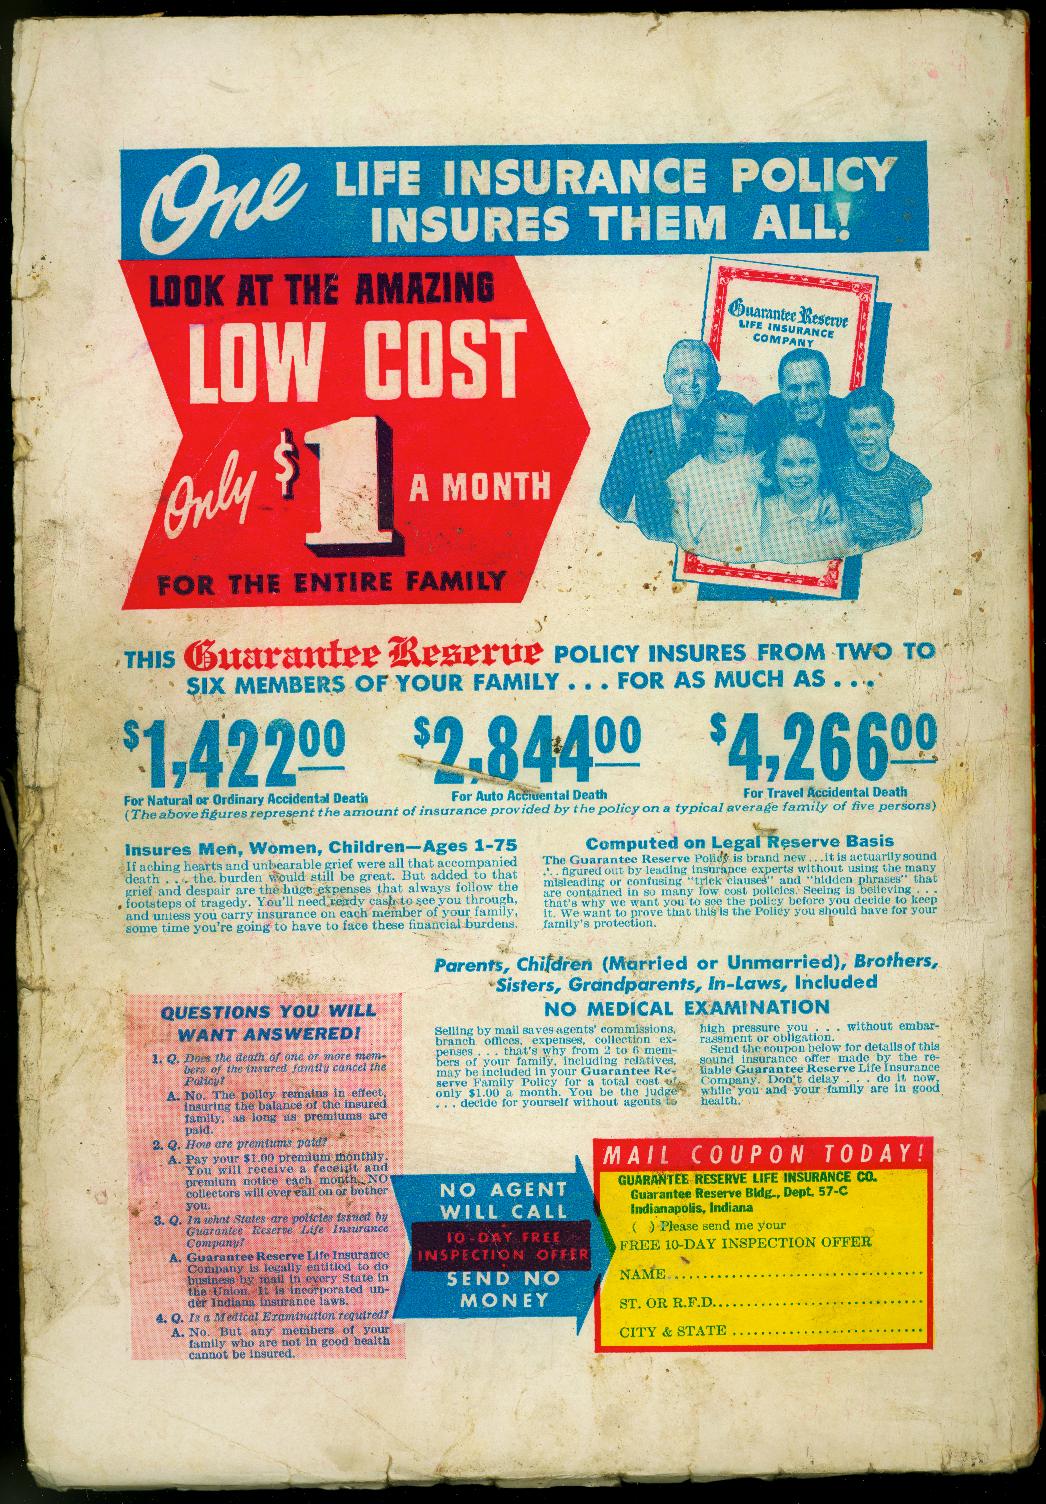 One LIFE INSURANCE POLICY
INSURES THEM ALL!
LOOK AT THE AMAZING
LOW COST
Only $1 A MONTH
FOR THE ENTIRE FAMILY
Guarantee Reserve
LIFE INSURANCE
COMPANY
THIS Guarantee Reserve POLICY INSURES FROM TWO TO
SIX MEMBERS OF YOUR FAMILY . . . FOR AS MUCH AS . . .
$1,422.00
For Natural or Ordinary Accidental Death
$2,844.00
For Auto Accidental Death
$4,266.00
For Travel Accidental Death
(The above figures represent the amount of insurance provided by the policy on a typical average family of five persons)
Insures Men, Women, Children—Ages 1-75
If aching hearts and unbearable grief were all that accompanied
death . . . the burden would still be great. But added to that
grief and despair are the huge expenses that always follow the
footsteps of tragedy. You'll need ready cash to see you through,
and unless you carry insurance on each member of your family,
some time you're going to have to face these financial burdens.
Computed on Legal Reserve Basis
The Guarantee Reserve Policy is brand new . . . it is actuarily sound
. . . figured out by leading insurance experts without using the many
misleading or confusing "trick clauses" and "hidden phrases" that
are contained in so many low cost policies. Seeing is believing . . .
that's why we want you to see the policy before you decide to keep
it. We want to prove that this is the Policy you should have for your
family's protection.
Parents, Children (Married or Unmarried), Brothers,
Sisters, Grandparents, In-Laws, Included
NO MEDICAL EXAMINATION
Selling by mail saves agents' commissions,
branch offices, expenses, collection ex-
penses . . . that's why from 2 to 6 mem-
bers of your family, including relatives,
may be included in your Guarantee Re-
serve Family Policy for a total cost of
only $1.00 a month. You be the judge
. . . decide for yourself without agents to
high pressure you . . . without embar-
rassment or obligation.
Send the coupon below for details of this
sound insurance offer made by the re-
liable Guarantee Reserve Life Insurance
Company. Don't delay . . . do it now,
while you and your family are in good
health.
QUESTIONS YOU WILL
WANT ANSWERED!
1. Q. Does the death of one or more mem-
bers of the insured family cancel the
Policy?
A. No. The policy remains in effect,
insuring the balance of the insured
family, as long as premiums are
paid.
2. Q. How are premiums paid?
A. Pay your $1.00 premium monthly.
You will receive a receipt and
premium notice each month. NO
collectors will ever call on or bother
you.
3. Q. In what States are policies issued by
Guarantee Reserve Life Insurance
Company?
A. Guarantee Reserve Life Insurance
Company is legally entitled to do
business by mail in every State in
the Union. It is incorporated un-
der Indiana insurance laws.
4. Q. Is a Medical Examination required?
A. No. But any members of your
family who are not in good health
cannot be insured.
NO AGENT
WILL CALL
10-DAY FREE
INSPECTION OFFER
SEND NO
MONEY
MAIL COUPON TODAY!
GUARANTEE RESERVE LIFE INSURANCE CO.
Guarantee Reserve Bldg., Dept. 57-C
Indianapolis, Indiana
( ) Please send me your
FREE 10-DAY INSPECTION OFFER
NAME
ST. OR R.F.D.
CITY & STATE